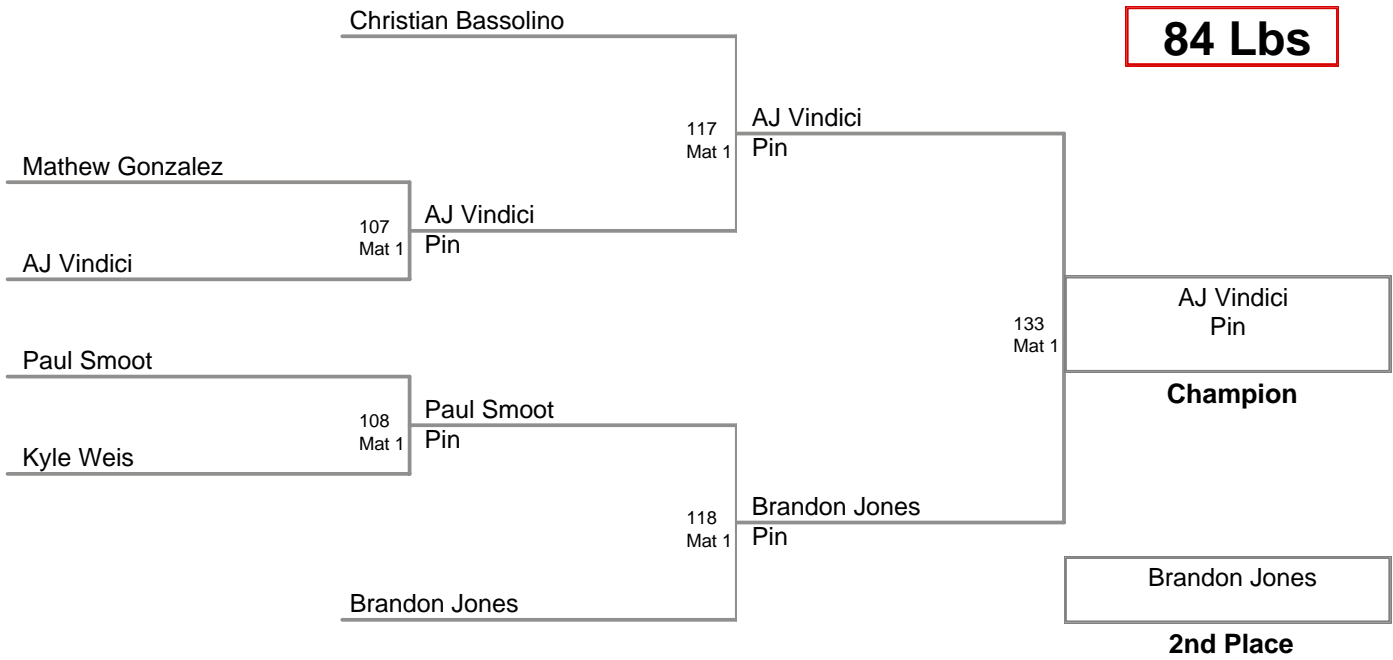 Christian Bassolino
84 Lbs
117
Mat 1
AJ Vindici
Pin
Mathew Gonzalez
107
Mat 1
AJ Vindici
Pin
AJ Vindici
133
Mat 1
AJ Vindici
Pin
Champion
Paul Smoot
108
Mat 1
Paul Smoot
Pin
Kyle Weis
118
Mat 1
Brandon Jones
Pin
Brandon Jones
Brandon Jones
2nd Place